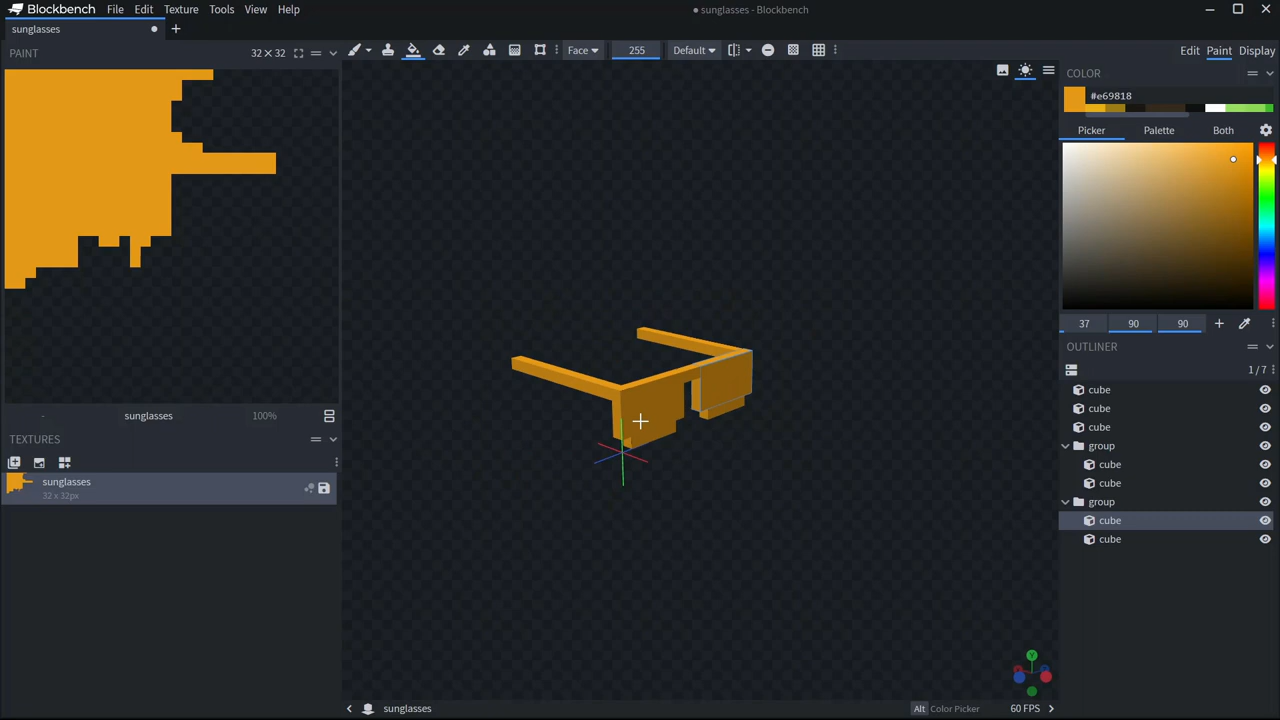 Blockbench File Edit Texture Tools View Help
sunglasses - Blockbench
sunglasses
PAINT 32 × 32
Face 255 Default
Edit Paint Display
COLOR
#e69818
Picker Palette Both
37 90 90
OUTLINER
1 / 7
cube
cube
cube
group
cube
cube
group
cube
cube
- sunglasses 100%
TEXTURES
sunglasses
32 x 32px
Y
sunglasses
Alt Color Picker 60 FPS